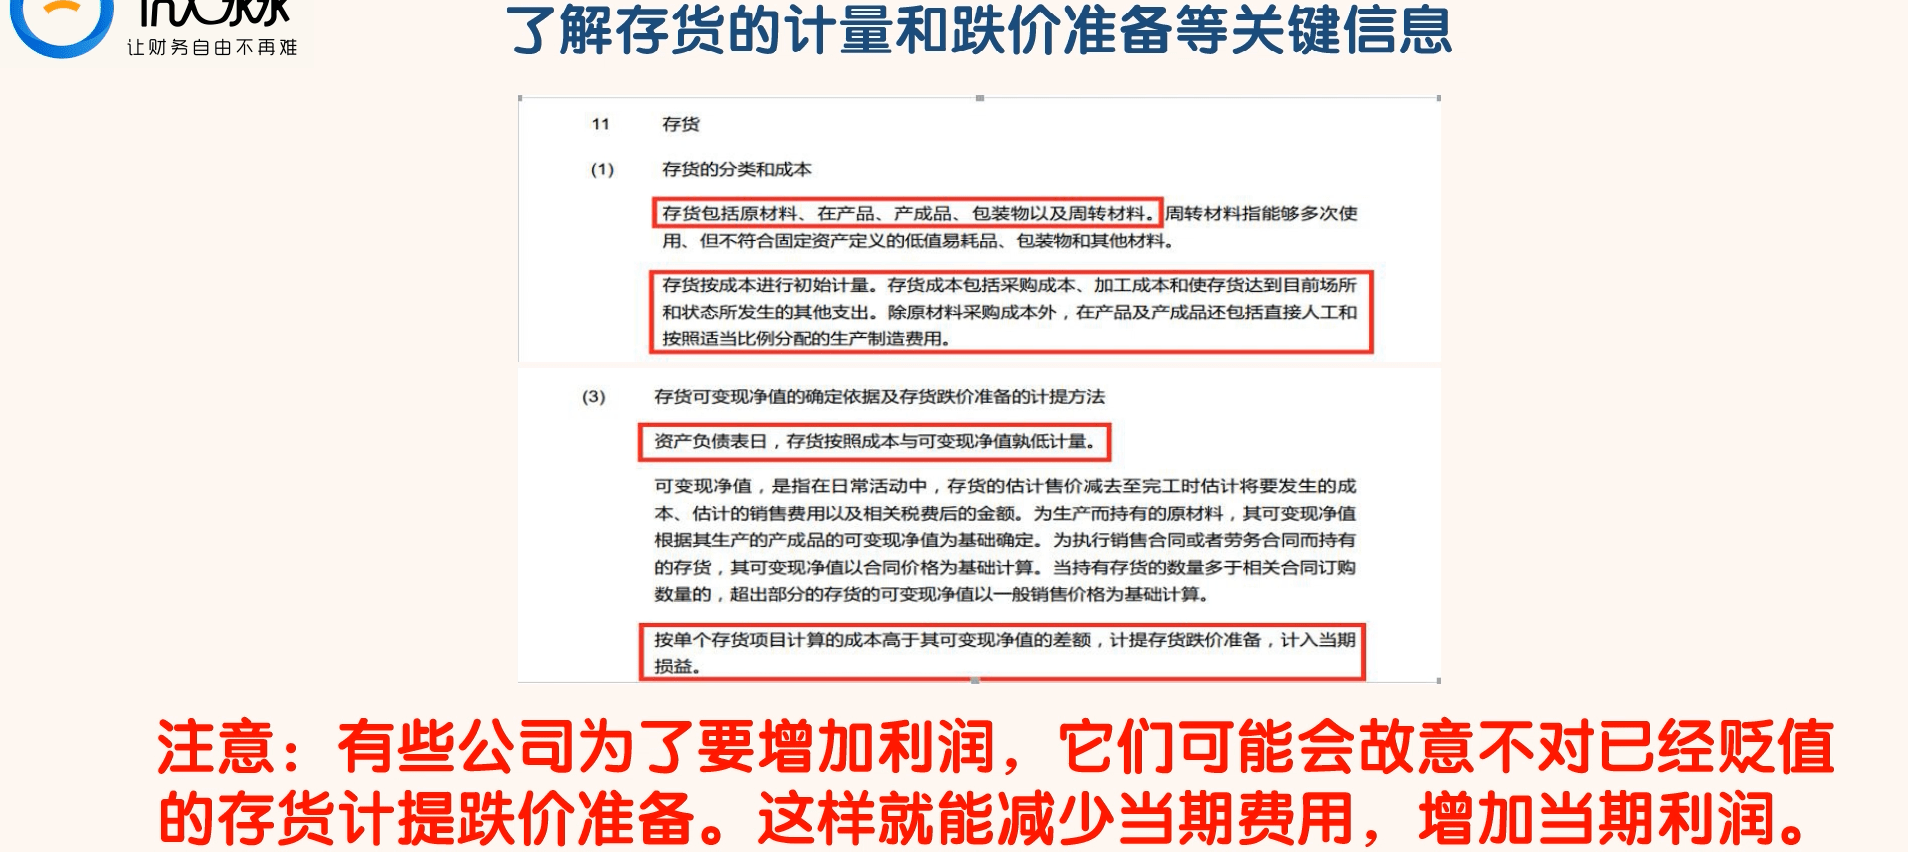 让财务自由不再难
了解存货的计量和跌价准备等关键信息
11 存货
(1) 存货的分类和成本
存货包括原材料、在产品、产成品、包装物以及周转材料。周转材料指能够多次使
用、但不符合固定资产定义的低值易耗品、包装物和其他材料。
存货按成本进行初始计量。存货成本包括采购成本、加工成本和使存货达到目前场所
和状态所发生的其他支出。除原材料采购成本外，在产品及产成品还包括直接人工和
按照适当比例分配的生产制造费用。
(3) 存货可变现净值的确定依据及存货跌价准备的计提方法
资产负债表日，存货按照成本与可变现净值孰低计量。
可变现净值，是指在日常活动中，存货的估计售价减去至完工时估计将要发生的成
本、估计的销售费用以及相关税费后的金额。为生产而持有的原材料，其可变现净值
根据其生产的产成品的可变现净值为基础确定。为执行销售合同或者劳务合同而持有
的存货，其可变现净值以合同价格为基础计算。当持有存货的数量多于相关合同订购
数量的，超出部分的存货的可变现净值以一般销售价格为基础计算。
按单个存货项目计算的成本高于其可变现净值的差额，计提存货跌价准备，计入当期
损益。
注意：有些公司为了要增加利润，它们可能会故意不对已经贬值
的存货计提跌价准备。这样就能减少当期费用，增加当期利润。